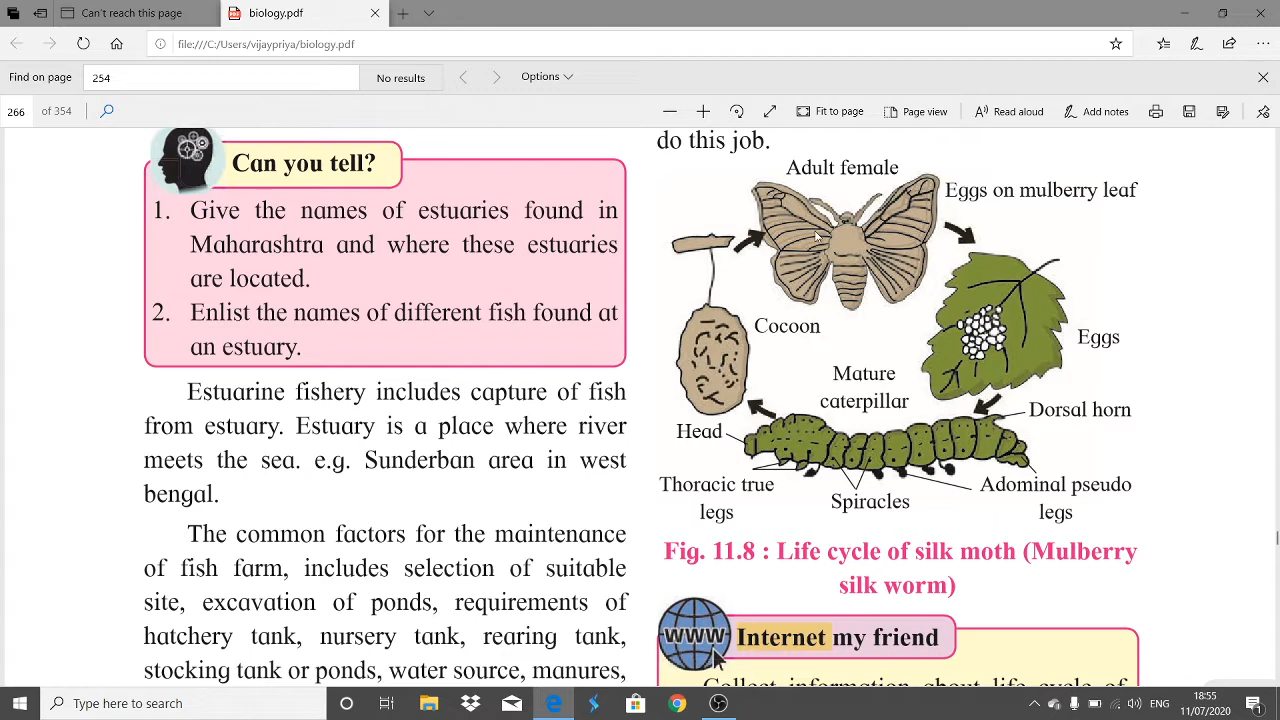 Can you tell? biology.pdf
file:///C:/Users/vijaypriya/biology.pdf
Find on page 254 No results Options
266 of 354 Fit to page Page view Read aloud Add notes
Can you tell?
1. Give the names of estuaries found in
Maharashtra and where these estuaries
are located.
2. Enlist the names of different fish found at
an estuary.
Estuarine fishery includes capture of fish
from estuary. Estuary is a place where river
meets the sea. e.g. Sunderban area in west
bengal.
The common factors for the maintenance
of fish farm, includes selection of suitable
site, excavation of ponds, requirements of
hatchery tank, nursery tank, rearing tank,
stocking tank or ponds, water source, manures,
do this job.
Adult female
Eggs on mulberry leaf
Cocoon
Eggs
Mature
caterpillar
Dorsal horn
Head
Thoracic true
legs
Spiracles
Adominal pseudo
legs
Fig. 11.8 : Life cycle of silk moth (Mulberry
silk worm)
WWW
Internet my friend
Collect information about life cycle of
Type here to search
ENG
18:55
11/07/2020